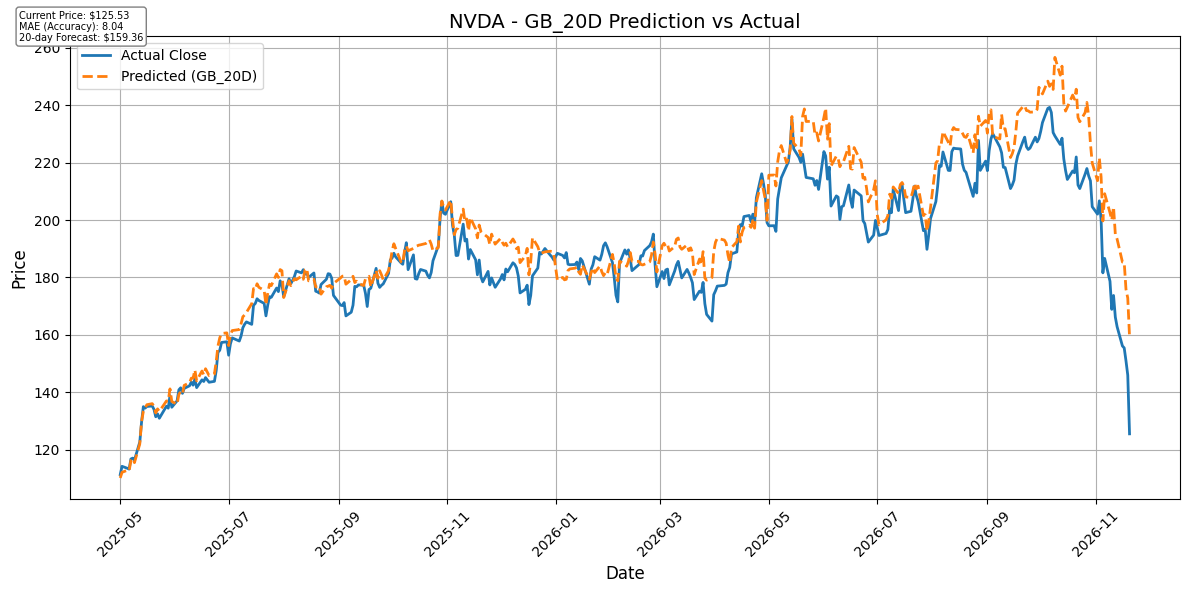 NVDA - GB_20D Prediction vs Actual
Current Price: $125.53
MAE (Accuracy): 8.04
20-day Forecast: $159.36
Actual Close
Predicted (GB_20D)
Price
260
240
220
200
180
160
140
120
2025-05
2025-07
2025-09
2025-11
2026-01
2026-03
2026-05
2026-07
2026-09
2026-11
Date